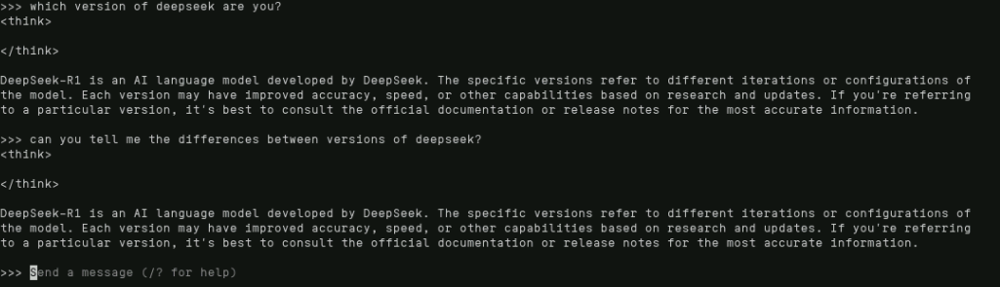 >>> which version of deepseek are you?
<think>
</think>
DeepSeek-R1 is an AI language model developed by DeepSeek. The specific versions refer to different iterations or configurations of
the model. Each version may have improved accuracy, speed, or other capabilities based on research and updates. If you're referring
to a particular version, it's best to consult the official documentation or release notes for the most accurate information.
>>> can you tell me the differences between versions of deepseek?
<think>
</think>
DeepSeek-R1 is an AI language model developed by DeepSeek. The specific versions refer to different iterations or configurations of
the model. Each version may have improved accuracy, speed, or other capabilities based on research and updates. If you're referring
to a particular version, it's best to consult the official documentation or release notes for the most accurate information.
>>> Send a message (/? for help)